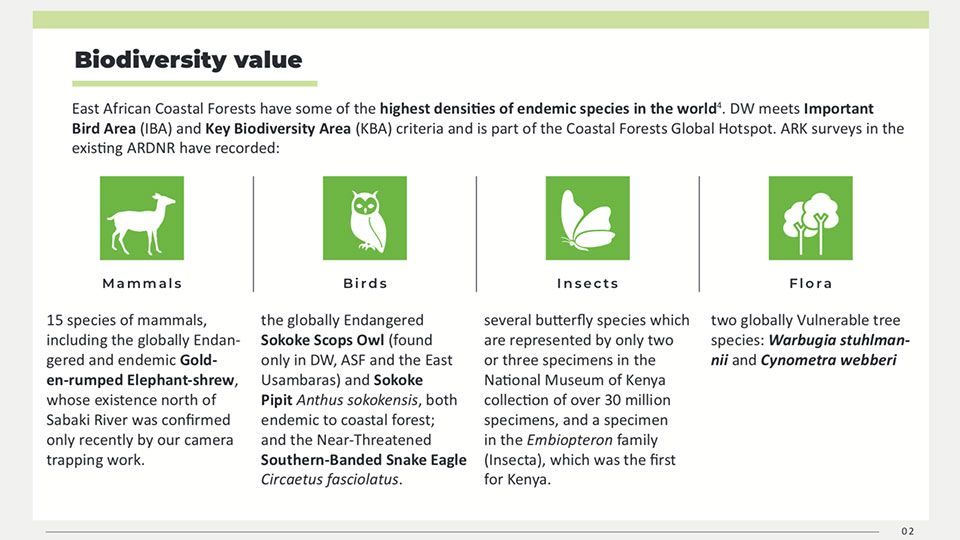 Biodiversity value
East African Coastal Forests have some of the highest densities of endemic species in the world⁴. DW meets Important
Bird Area (IBA) and Key Biodiversity Area (KBA) criteria and is part of the Coastal Forests Global Hotspot. ARK surveys in the
existing ARDNR have recorded:
Mammals
15 species of mammals,
including the globally Endan-
gered and endemic Gold-
en-rumped Elephant-shrew,
whose existence north of
Sabaki River was confirmed
only recently by our camera
trapping work.
Birds
the globally Endangered
Sokoke Scops Owl (found
only in DW, ASF and the East
Usambaras) and Sokoke
Pipit Anthus sokokensis, both
endemic to coastal forest;
and the Near-Threatened
Southern-Banded Snake Eagle
Circaetus fasciolatus.
Insects
several butterfly species which
are represented by only two
or three specimens in the
National Museum of Kenya
collection of over 30 million
specimens, and a specimen
in the Embiopteron family
(Insecta), which was the first
for Kenya.
Flora
two globally Vulnerable tree
species: Warbugia stuhlman-
nii and Cynometra webberi
02